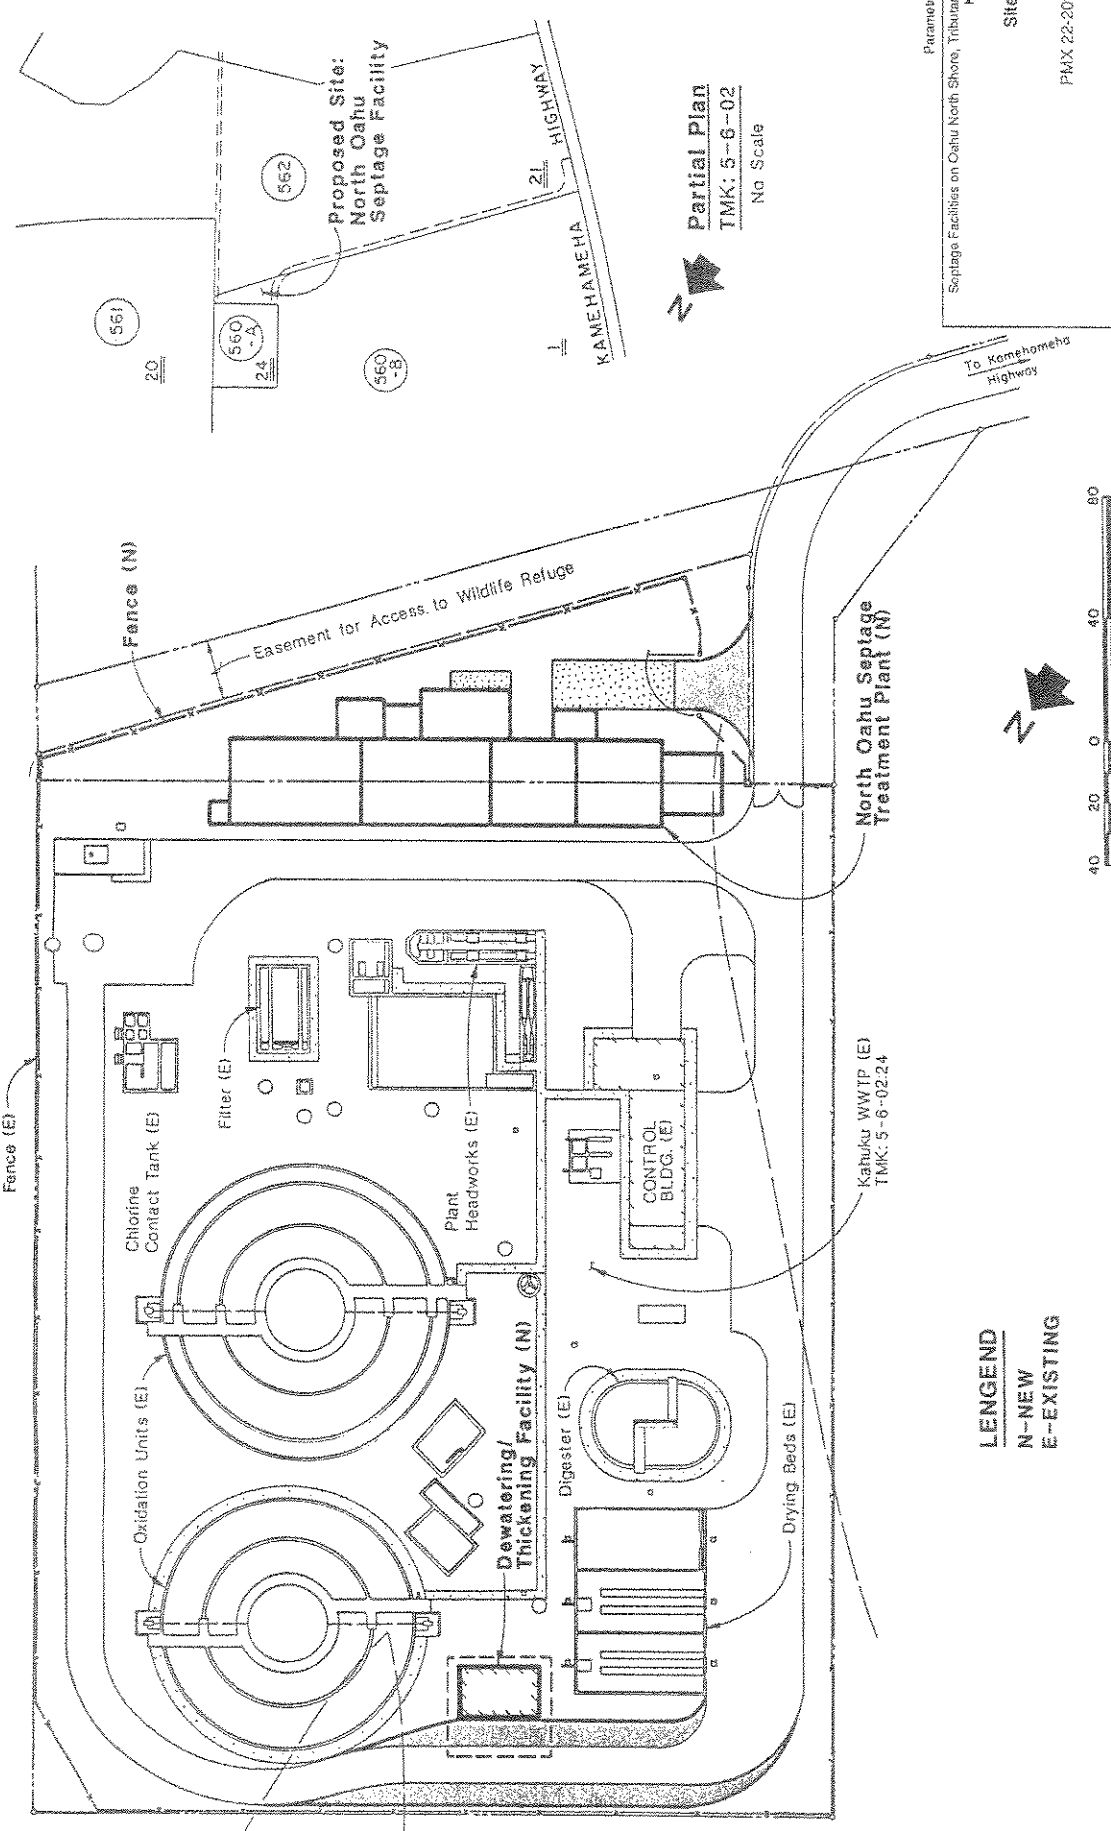 Fence (E)
Fence (N)
Easement for Access to Wildlife Refuge
Chlorine
Contact Tank (E)
Filter (E)
Oxidation Units (E)
Plant
Headworks (E)
Dewatering/
Thickening Facility (N)
Digester (E)
CONTROL
BLDG. (E)
Drying Beds (E)
Kahuku WWTP (E)
TMK: 5-6-02:24
North Oahu Septage
Treatment Plant (N)
To Kamehameha
Highway
N
40 20 0 40 80
LENGEND
N-NEW
E-EXISTING
561
20
560
-A
24
562
560
-B
1
21
Proposed Site:
North Oahu
Septage Facility
KAMEHAMEHA HIGHWAY
N
Partial Plan
TMK: 5-6-02
No Scale
Septage Facilities on Oahu North Shore,
Site
PMX 22-20